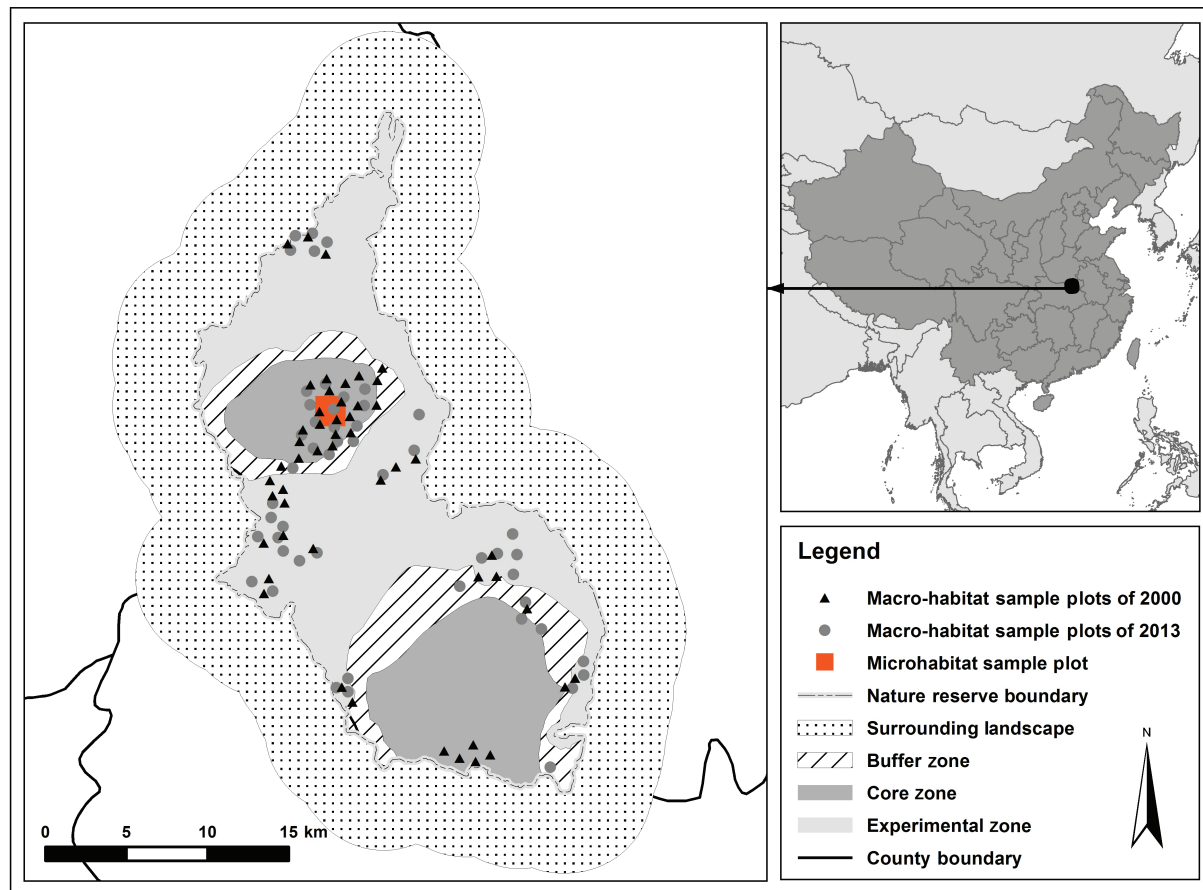 Legend
Macro-habitat sample plots of 2000
Macro-habitat sample plots of 2013
Microhabitat sample plot
Nature reserve boundary
Surrounding landscape
Buffer zone
Core zone
Experimental zone
County boundary
N
0 5 10 15 km